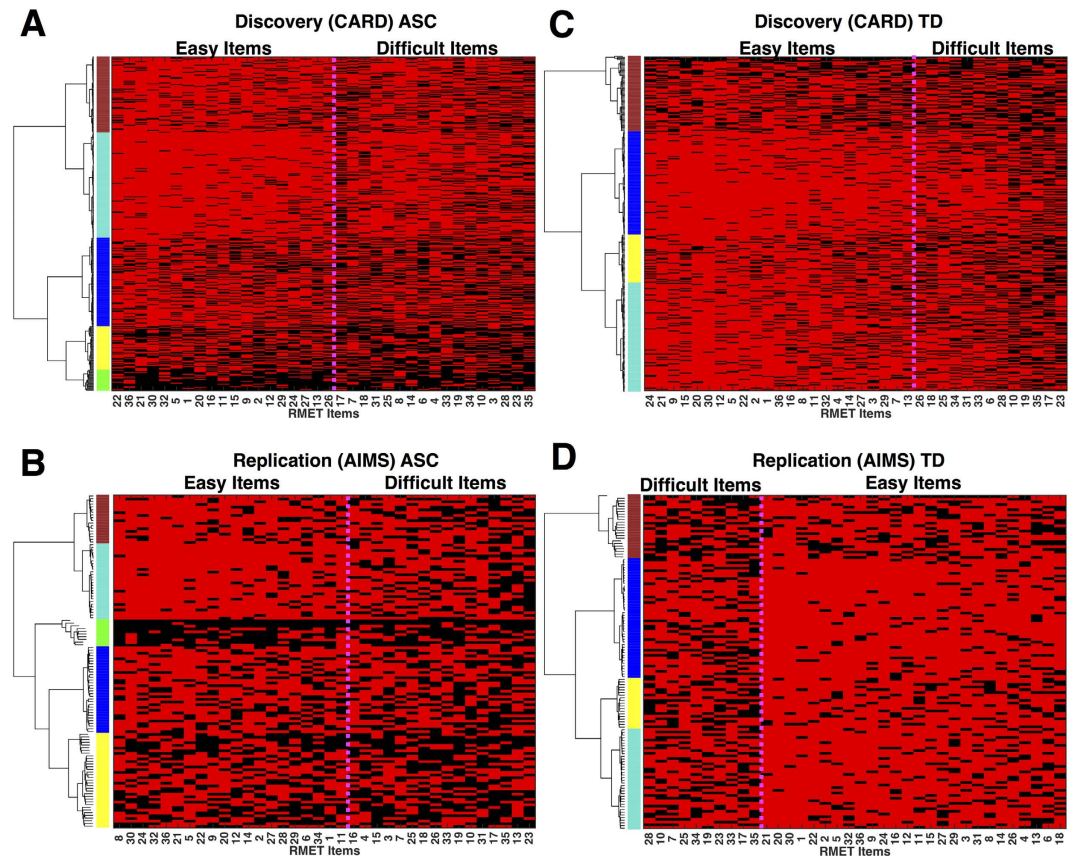 A
Discovery (CARD) ASC
Easy Items
Difficult Items
22 36 21 30 32 5 1 20 16 11 15 9 2 12 29 24 27 13 26 17 7 18 31 25 8 14 6 4 33 19 34 10 3 28 23 35
RMET Items
C
Discovery (CARD) TD
Easy Items
Difficult Items
24 21 9 15 20 30 12 5 22 2 1 36 16 8 11 32 4 14 27 3 29 7 13 26 18 25 34 31 33 6 28 10 19 35 17 23
RMET Items
B
Replication (AIMS) ASC
Easy Items
Difficult Items
8 30 24 32 36 21 5 22 9 20 12 14 2 27 28 29 6 34 1 11 16 4 15 3 7 25 18 26 33 19 10 31 17 35 13 23
RMET Items
D
Replication (AIMS) TD
Difficult Items
Easy Items
28 10 7 25 34 19 23 33 17 35 21 20 30 1 22 2 5 32 36 9 24 16 12 11 15 27 29 3 31 8 14 26 4 13 6 18
RMET Items